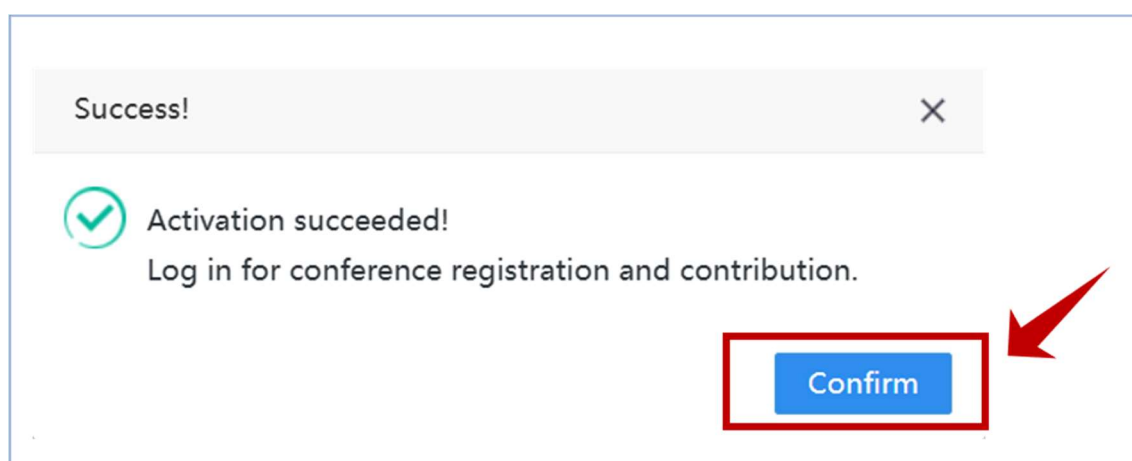 Success!
Activation succeeded!
Log in for conference registration and contribution.
Confirm